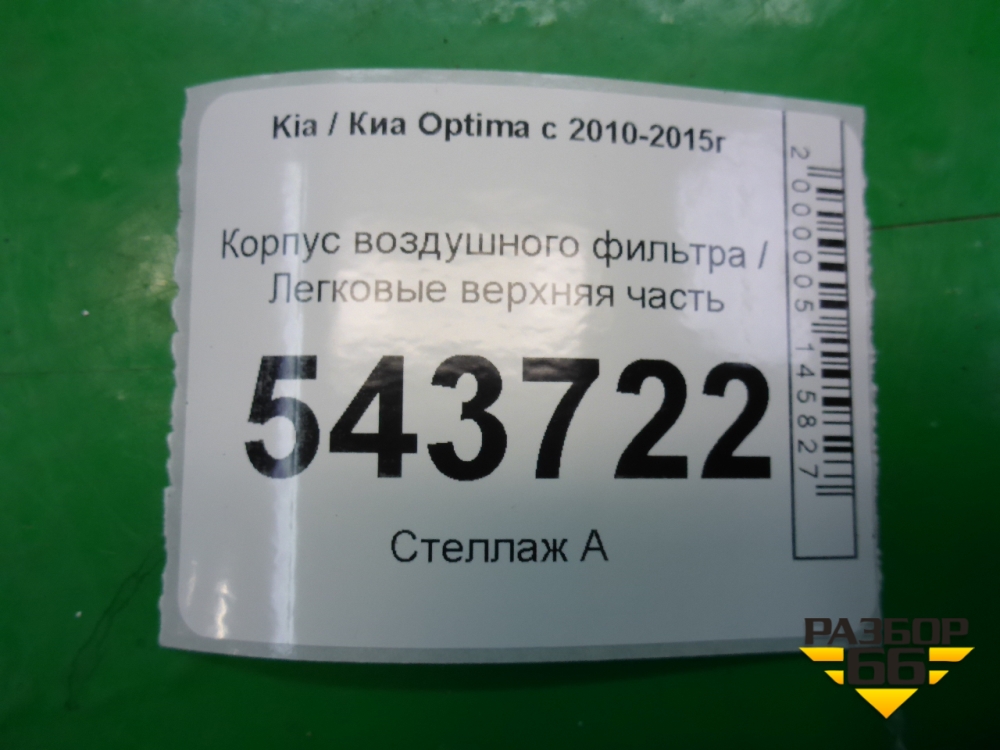 Kia / Киа Optima с 2010-2015г
Корпус воздушного фильтра /
Легковые верхняя часть
543722
Стеллаж А
2000005145827
РАЗБОР
66